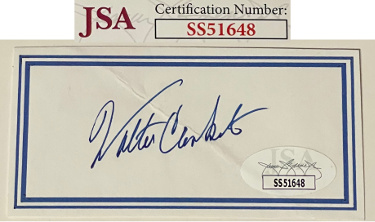 JSA
Certification Number:
SS51648
Walter Cronkite
JSA
SS51648